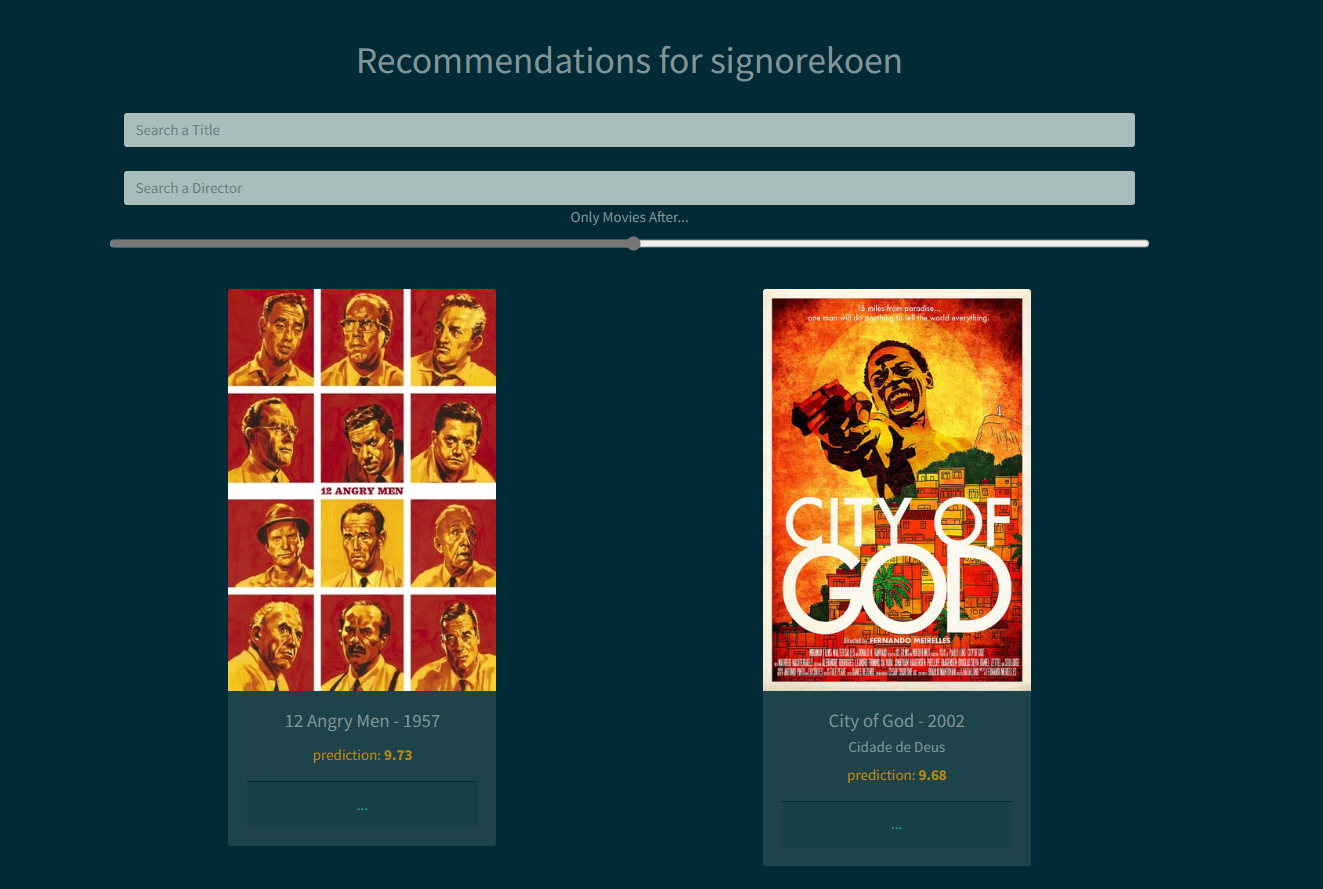 Recommendations for signorekoen
Search a Title
Search a Director
Only Movies After...
12 ANGRY MEN
12 Angry Men - 1957
prediction: 9.73
...
15 miles from paradise...
one man will do anything to tell the world everything.
CITY OF
GOD
Directed by FERNANDO MEIRELLES
City of God - 2002
Cidade de Deus
prediction: 9.68
...